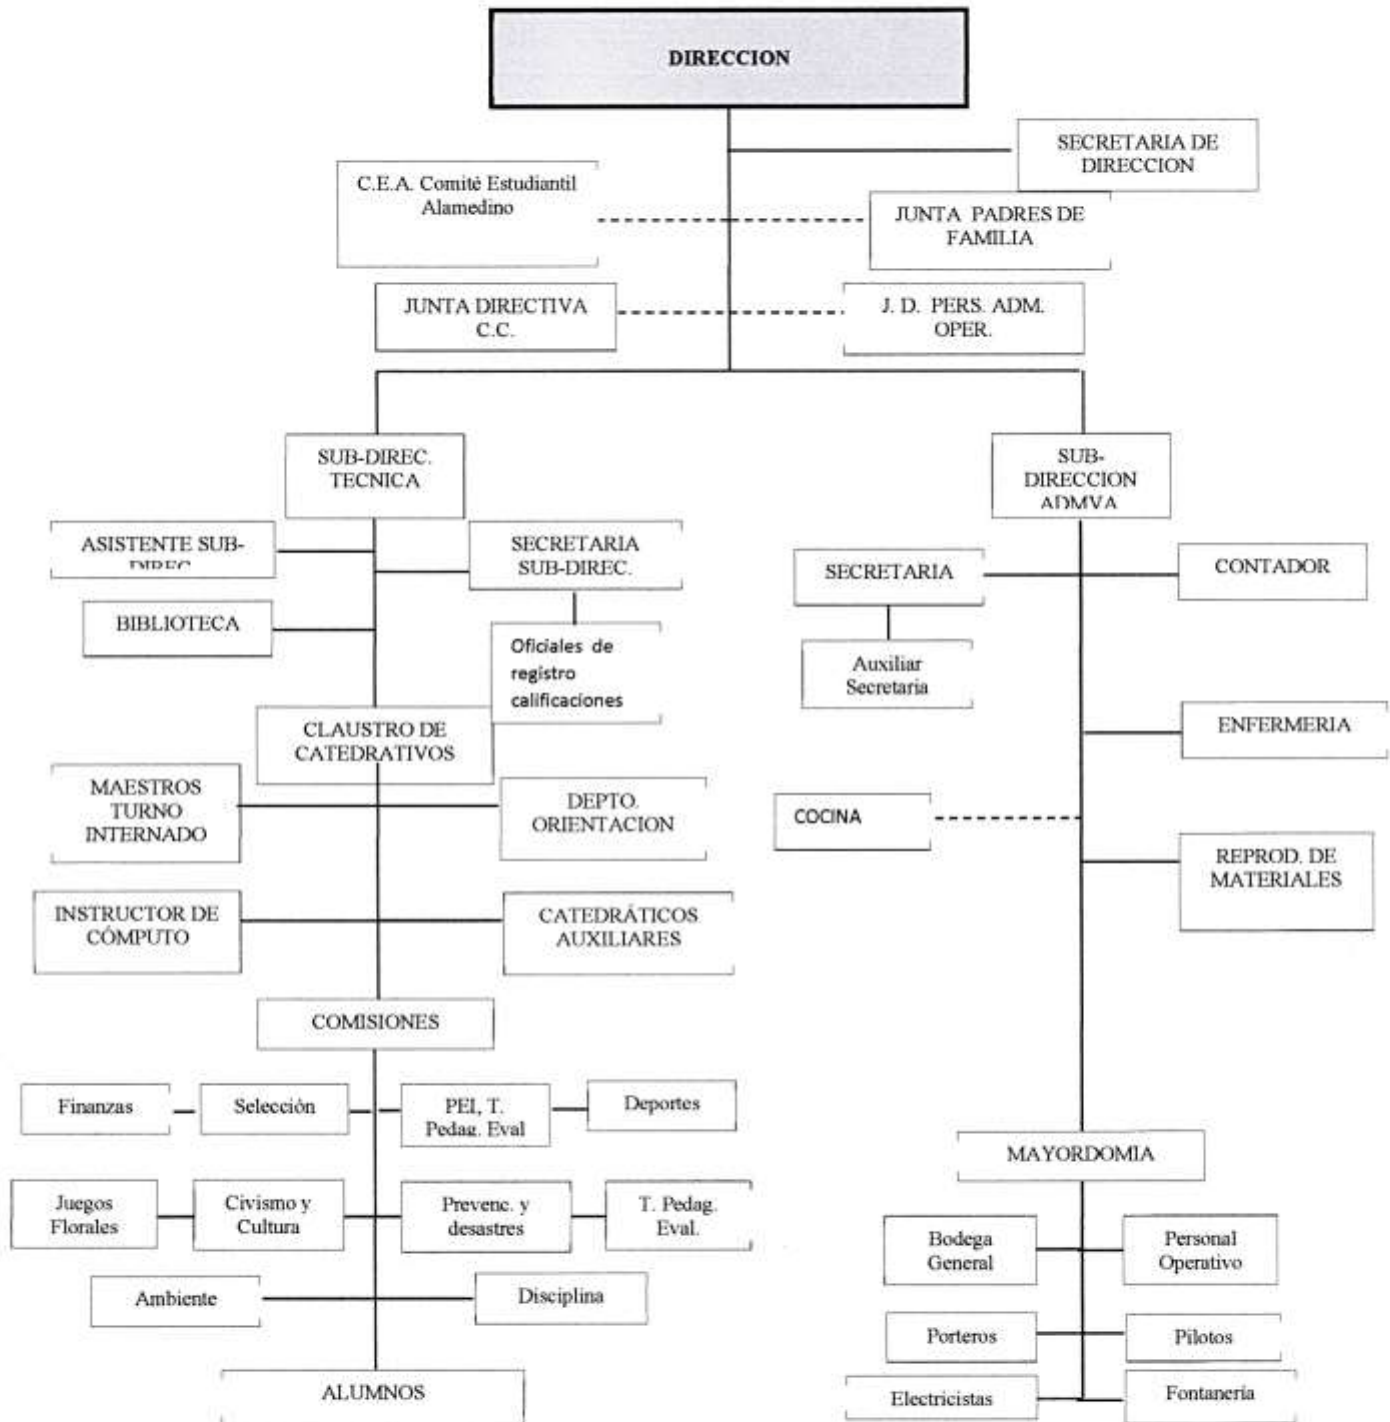 DIRECCION
SECRETARIA DE
DIRECCION
C.E.A. Comité Estudiantil
Alamedino
JUNTA PADRES DE
FAMILIA
JUNTA DIRECTIVA
C.C.
J. D. PERS. ADM.
OPER.
SUB-DIREC.
TECNICA
SUB-
DIRECCION
ADMVA
ASISTENTE SUB-
DIREC
SECRETARIA
SUB-DIREC.
SECRETARIA
CONTADOR
BIBLIOTECA
Oficiales de
registro
calificaciones
Auxiliar
Secretaria
CLAUSTRO DE
CATEDRATIVOS
ENFERMERIA
MAESTROS
TURNO
INTERNADO
DEPTO.
ORIENTACION
COCINA
REPROD. DE
MATERIALES
INSTRUCTOR DE
CÓMPUTO
CATEDRÁTICOS
AUXILIARES
COMISIONES
Finanzas
Selección
PEI, T.
Pedag. Eval
Deportes
MAYORDOMIA
Juegos
Florales
Civismo y
Cultura
Prevenc. y
desastres
T. Pedag.
Eval.
Bodega
General
Personal
Operativo
Ambiente
Disciplina
Porteros
Pilotos
ALUMNOS
Electricistas
Fontanería